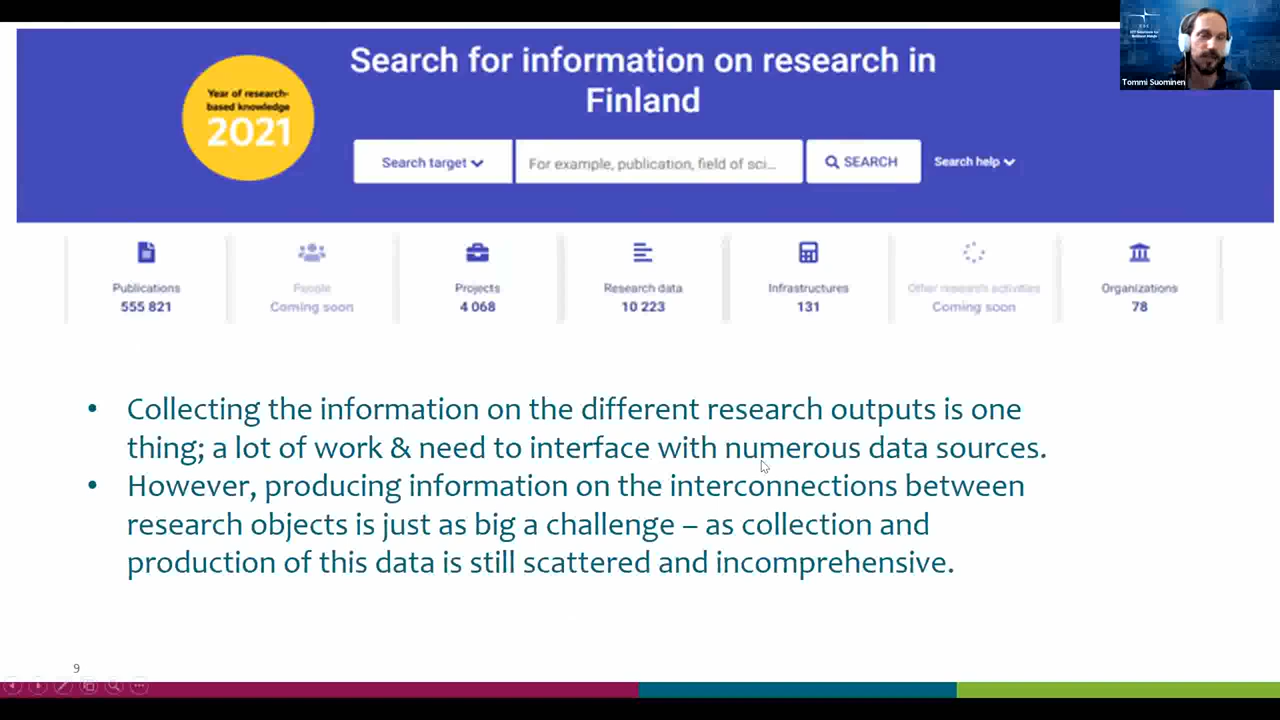 Search for information on research in
Finland
Year of research-
based knowledge
2021
Search target
For example, publication, field of sci...
SEARCH
Search help
Tommi Suominen
Publications
555 821
People
Coming soon
Projects
4 068
Research data
10 223
Infrastructures
131
Other research activities
Coming soon
Organizations
78
• Collecting the information on the different research outputs is one
thing; a lot of work & need to interface with numerous data sources.
• However, producing information on the interconnections between
research objects is just as big a challenge – as collection and
production of this data is still scattered and incomprehensive.
9